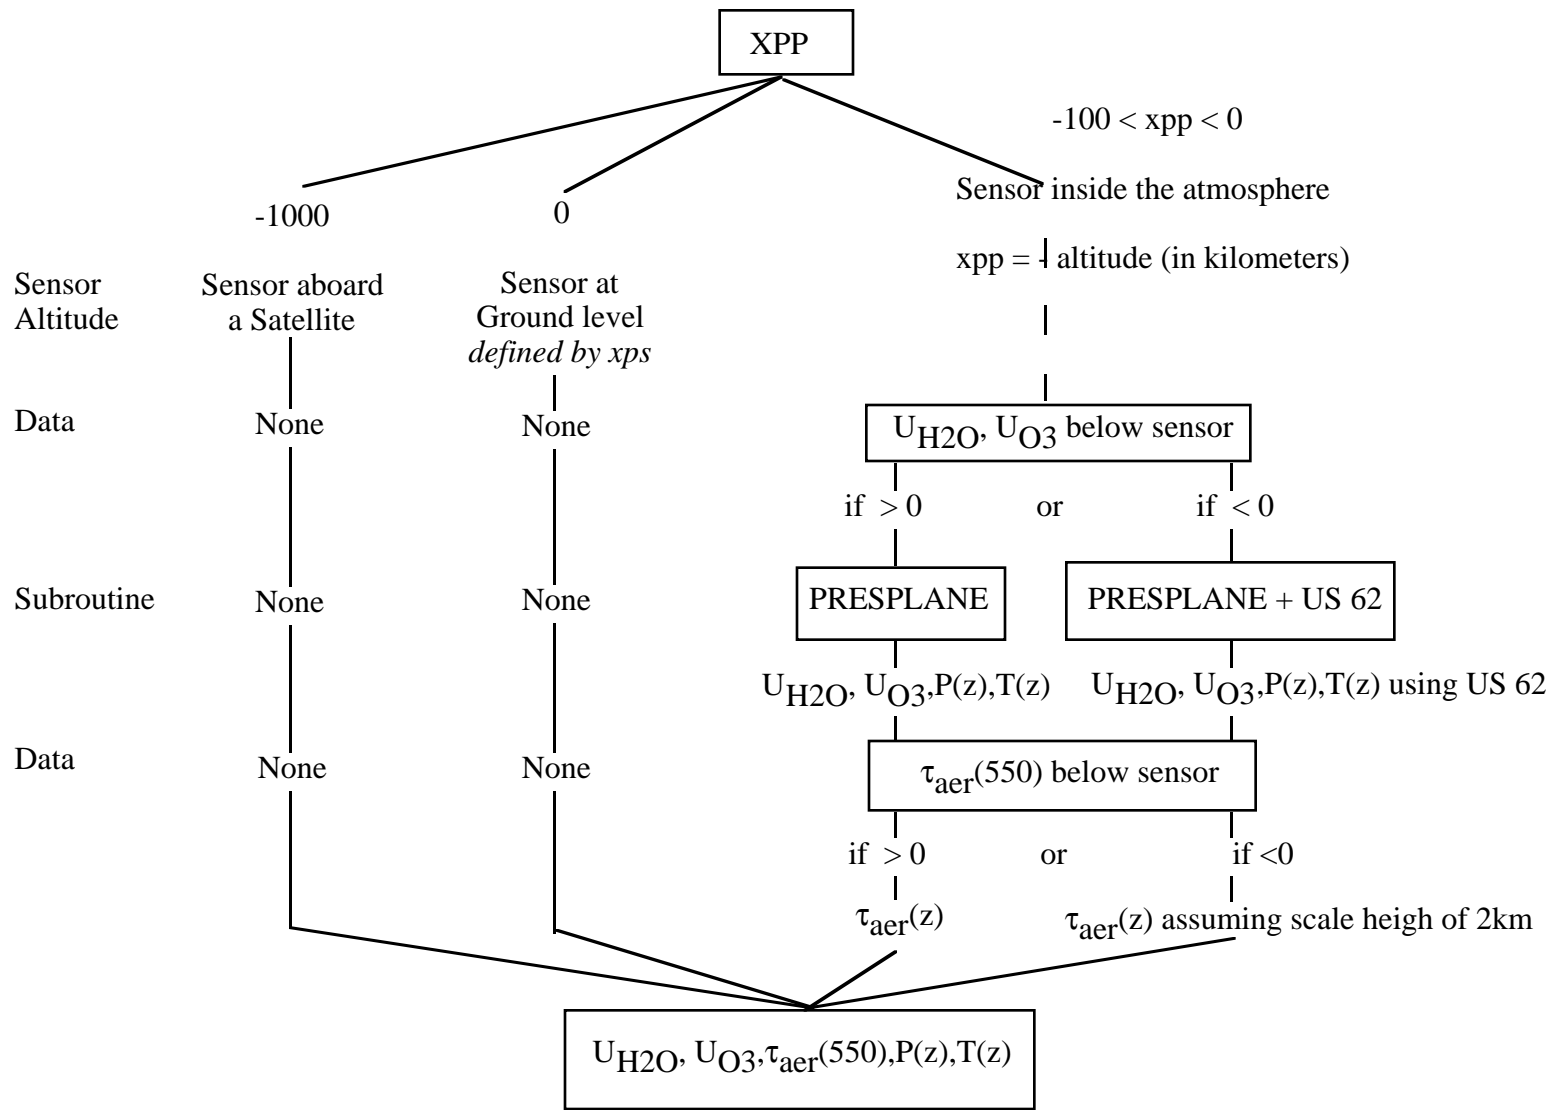 XPP
-100 < xpp < 0
-1000
0
Sensor inside the atmosphere
xpp = - altitude (in kilometers)
Sensor
Altitude
Sensor aboard
a Satellite
Sensor at
Ground level
defined by xps
Data
None
None
UH2O, UO3 below sensor
if > 0
or
if < 0
Subroutine
None
None
PRESPLANE
PRESPLANE + US 62
UH2O, UO3,P(z),T(z)
UH2O, UO3,P(z),T(z) using US 62
Data
None
None
τaer(550) below sensor
if > 0
or
if <0
τaer(z)
τaer(z) assuming scale heigh of 2km
UH2O, UO3,τaer(550),P(z),T(z)